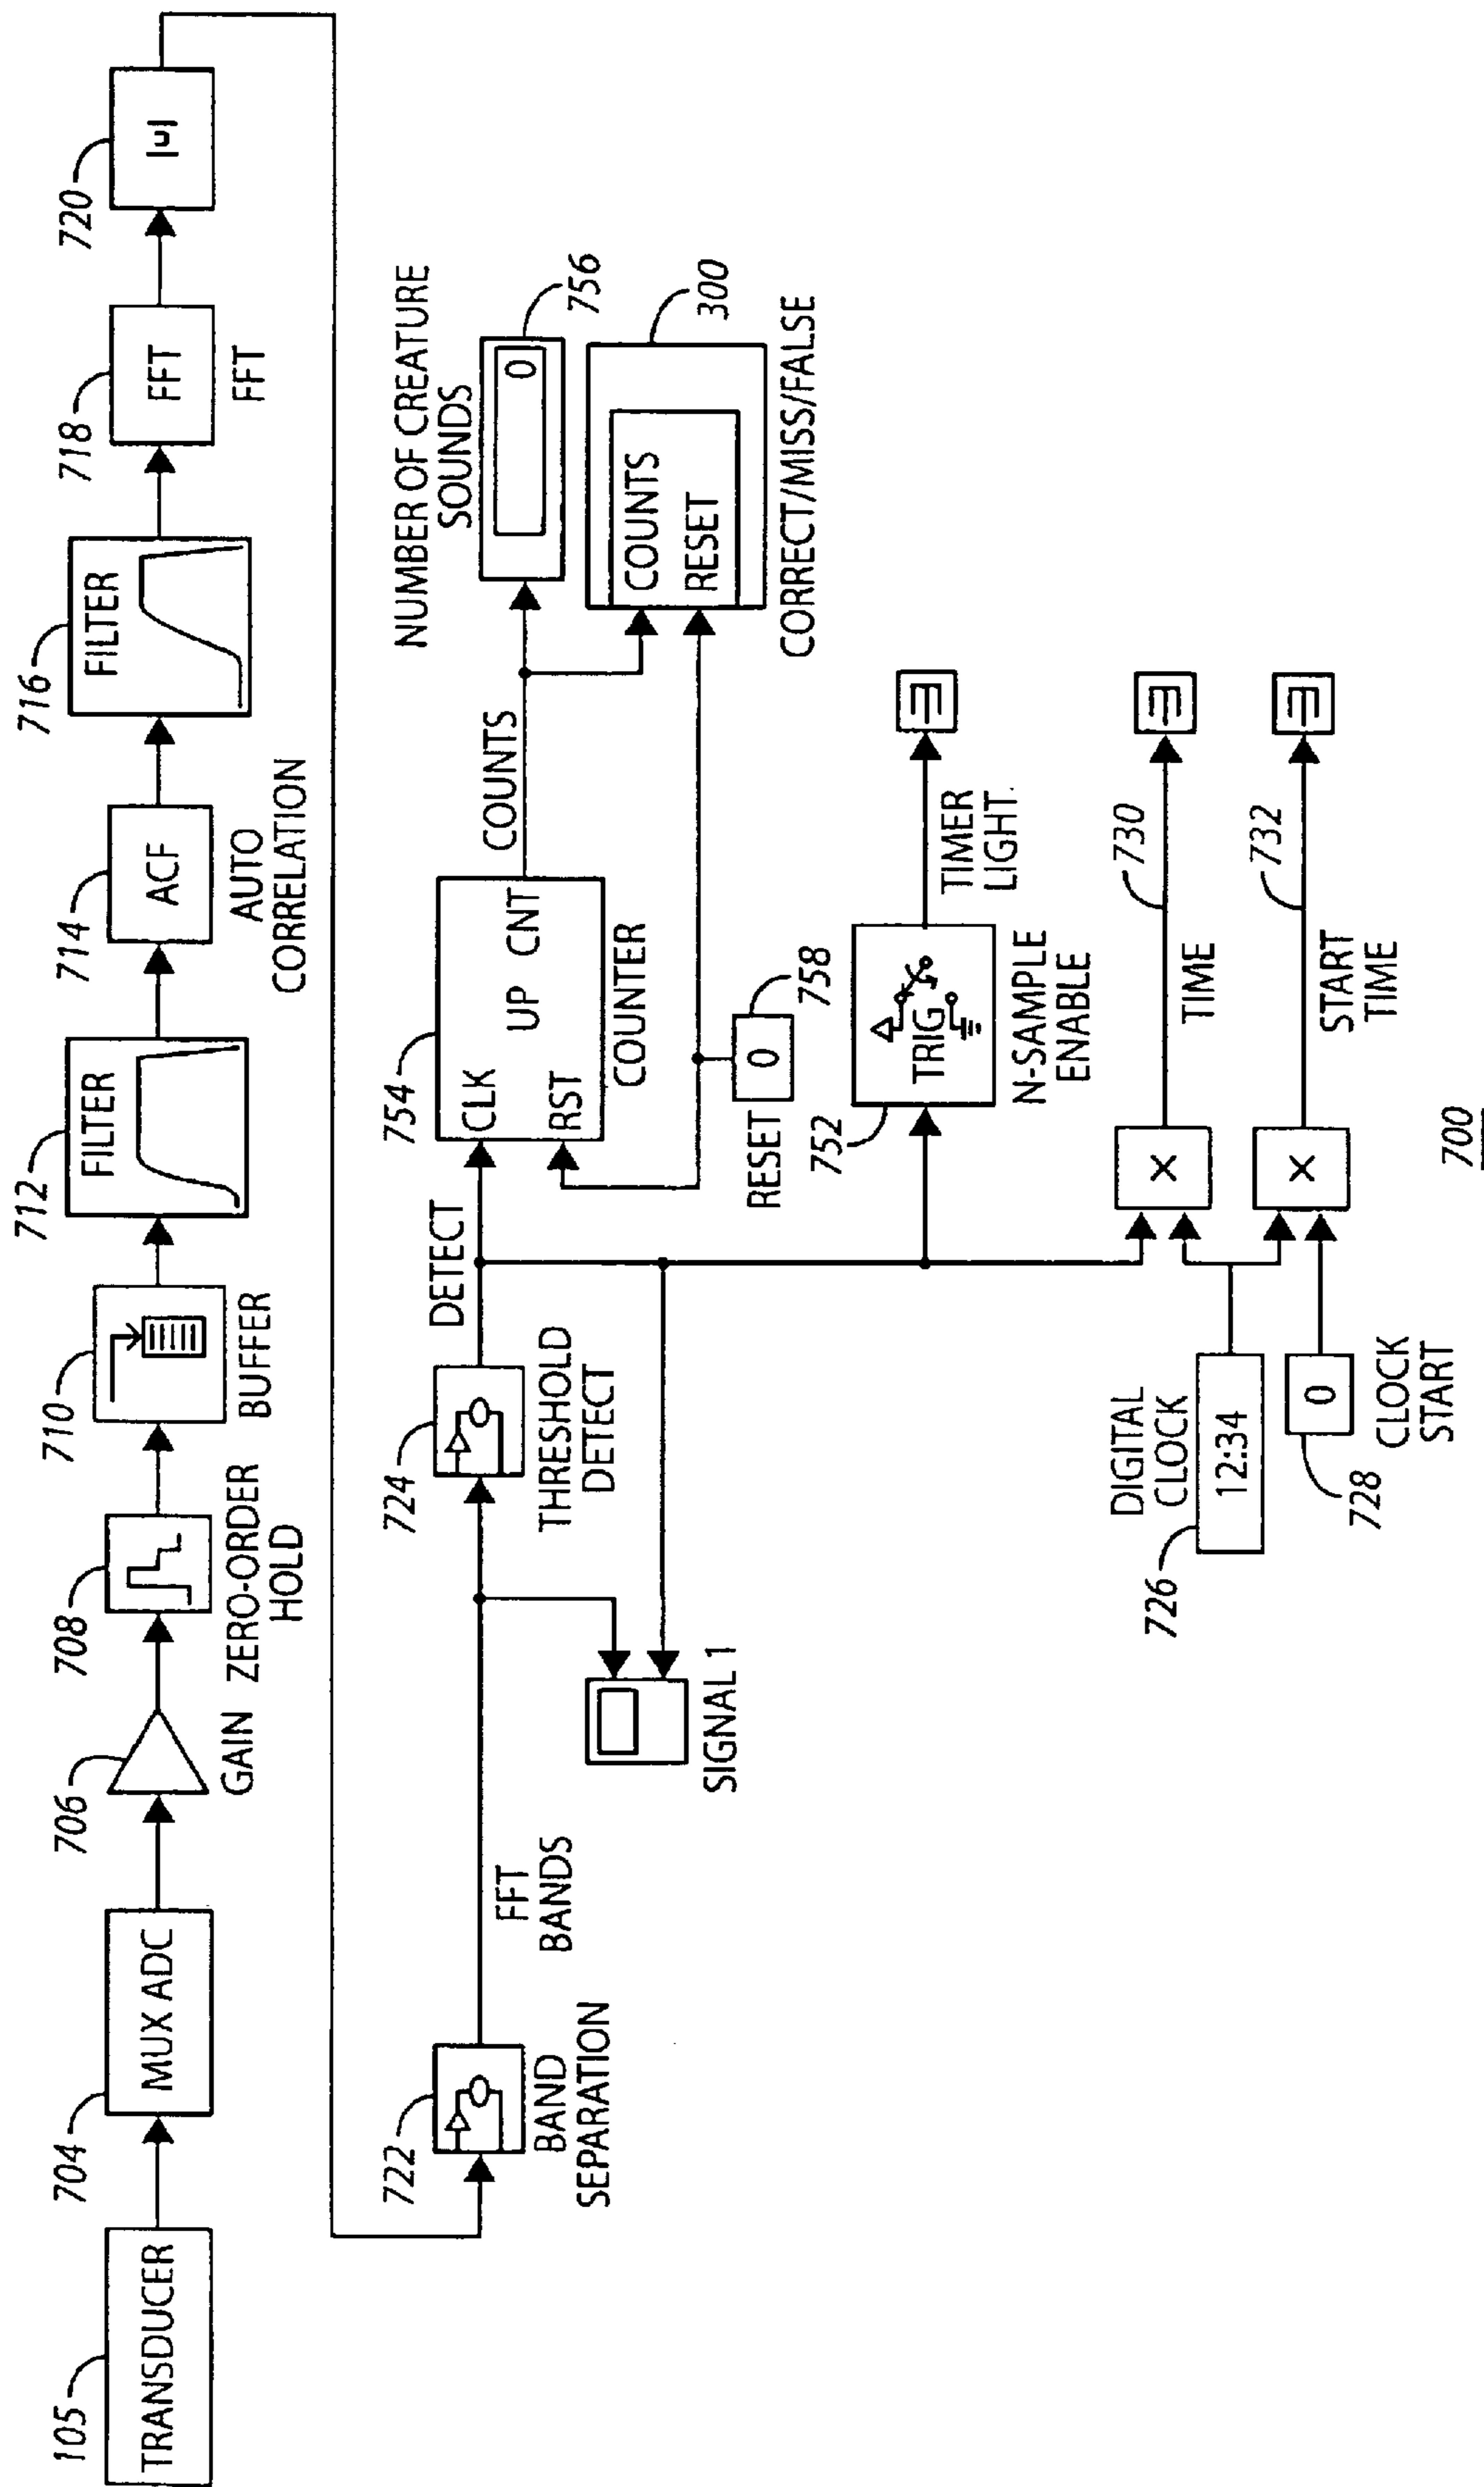 105
TRANSDUCER
704
MUX ADC
706
GAIN
708
ZERO-ORDER
HOLD
710
BUFFER
712
FILTER
714
ACF
AUTO
CORRELATION
716
FILTER
718
FFT
FFT
720
|u|
722
BAND
SEPARATION
FFT
BANDS
SIGNAL 1
724
THRESHOLD
DETECT
DETECT
754
CLK
UP CNT
RST
COUNTER
COUNTS
NUMBER OF CREATURE
SOUNDS
0
756
300
COUNTS
RESET
CORRECT/MISS/FALSE
RESET
0
758
752
TRIG
N-SAMPLE
ENABLE
TIMER
LIGHT.
DIGITAL
CLOCK
726
12:34
0
728
CLOCK
START
X
730
TIME
X
732
START
TIME
700